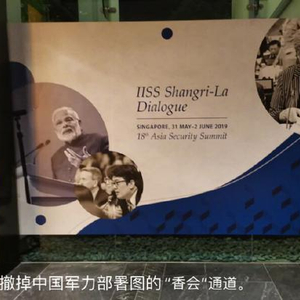 IISS Shangri-La
Dialogue
SINGAPORE, 31 MAY–2 JUNE 2019
18th Asia Security Summit
撤掉中国军力部署图的“香会”通道。